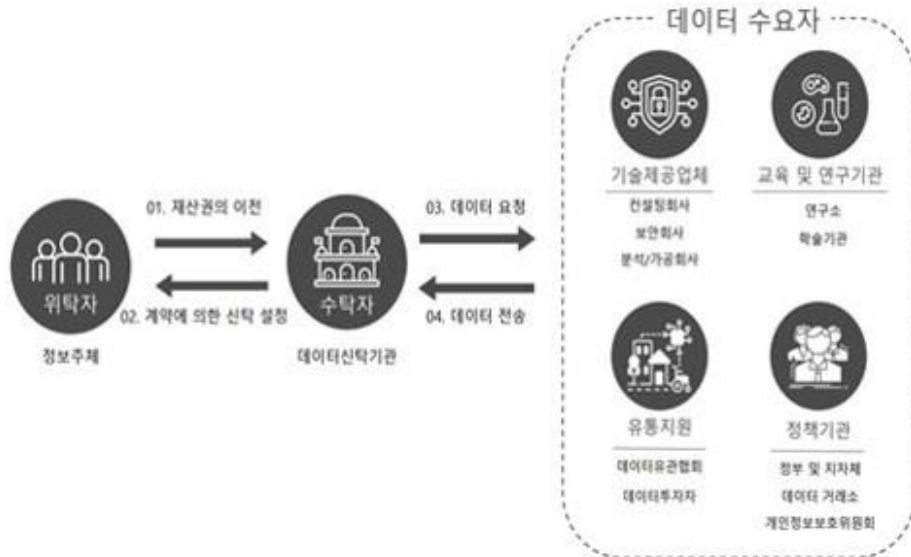 데이터 수요자
기술제공업체
컨설팅회사
보안회사
분석/가공회사
교육 및 연구기관
연구소
학술기관
01. 재산권의 이전
03. 데이터 요청
위탁자
수탁자
02. 계약에 의한 신탁 설정
04. 데이터 전송
정보주체
데이터신탁기관
유통지원
데이터유관협회
데이터투자자
정책기관
정부 및 지자체
데이터 거래소
개인정보보호위원회